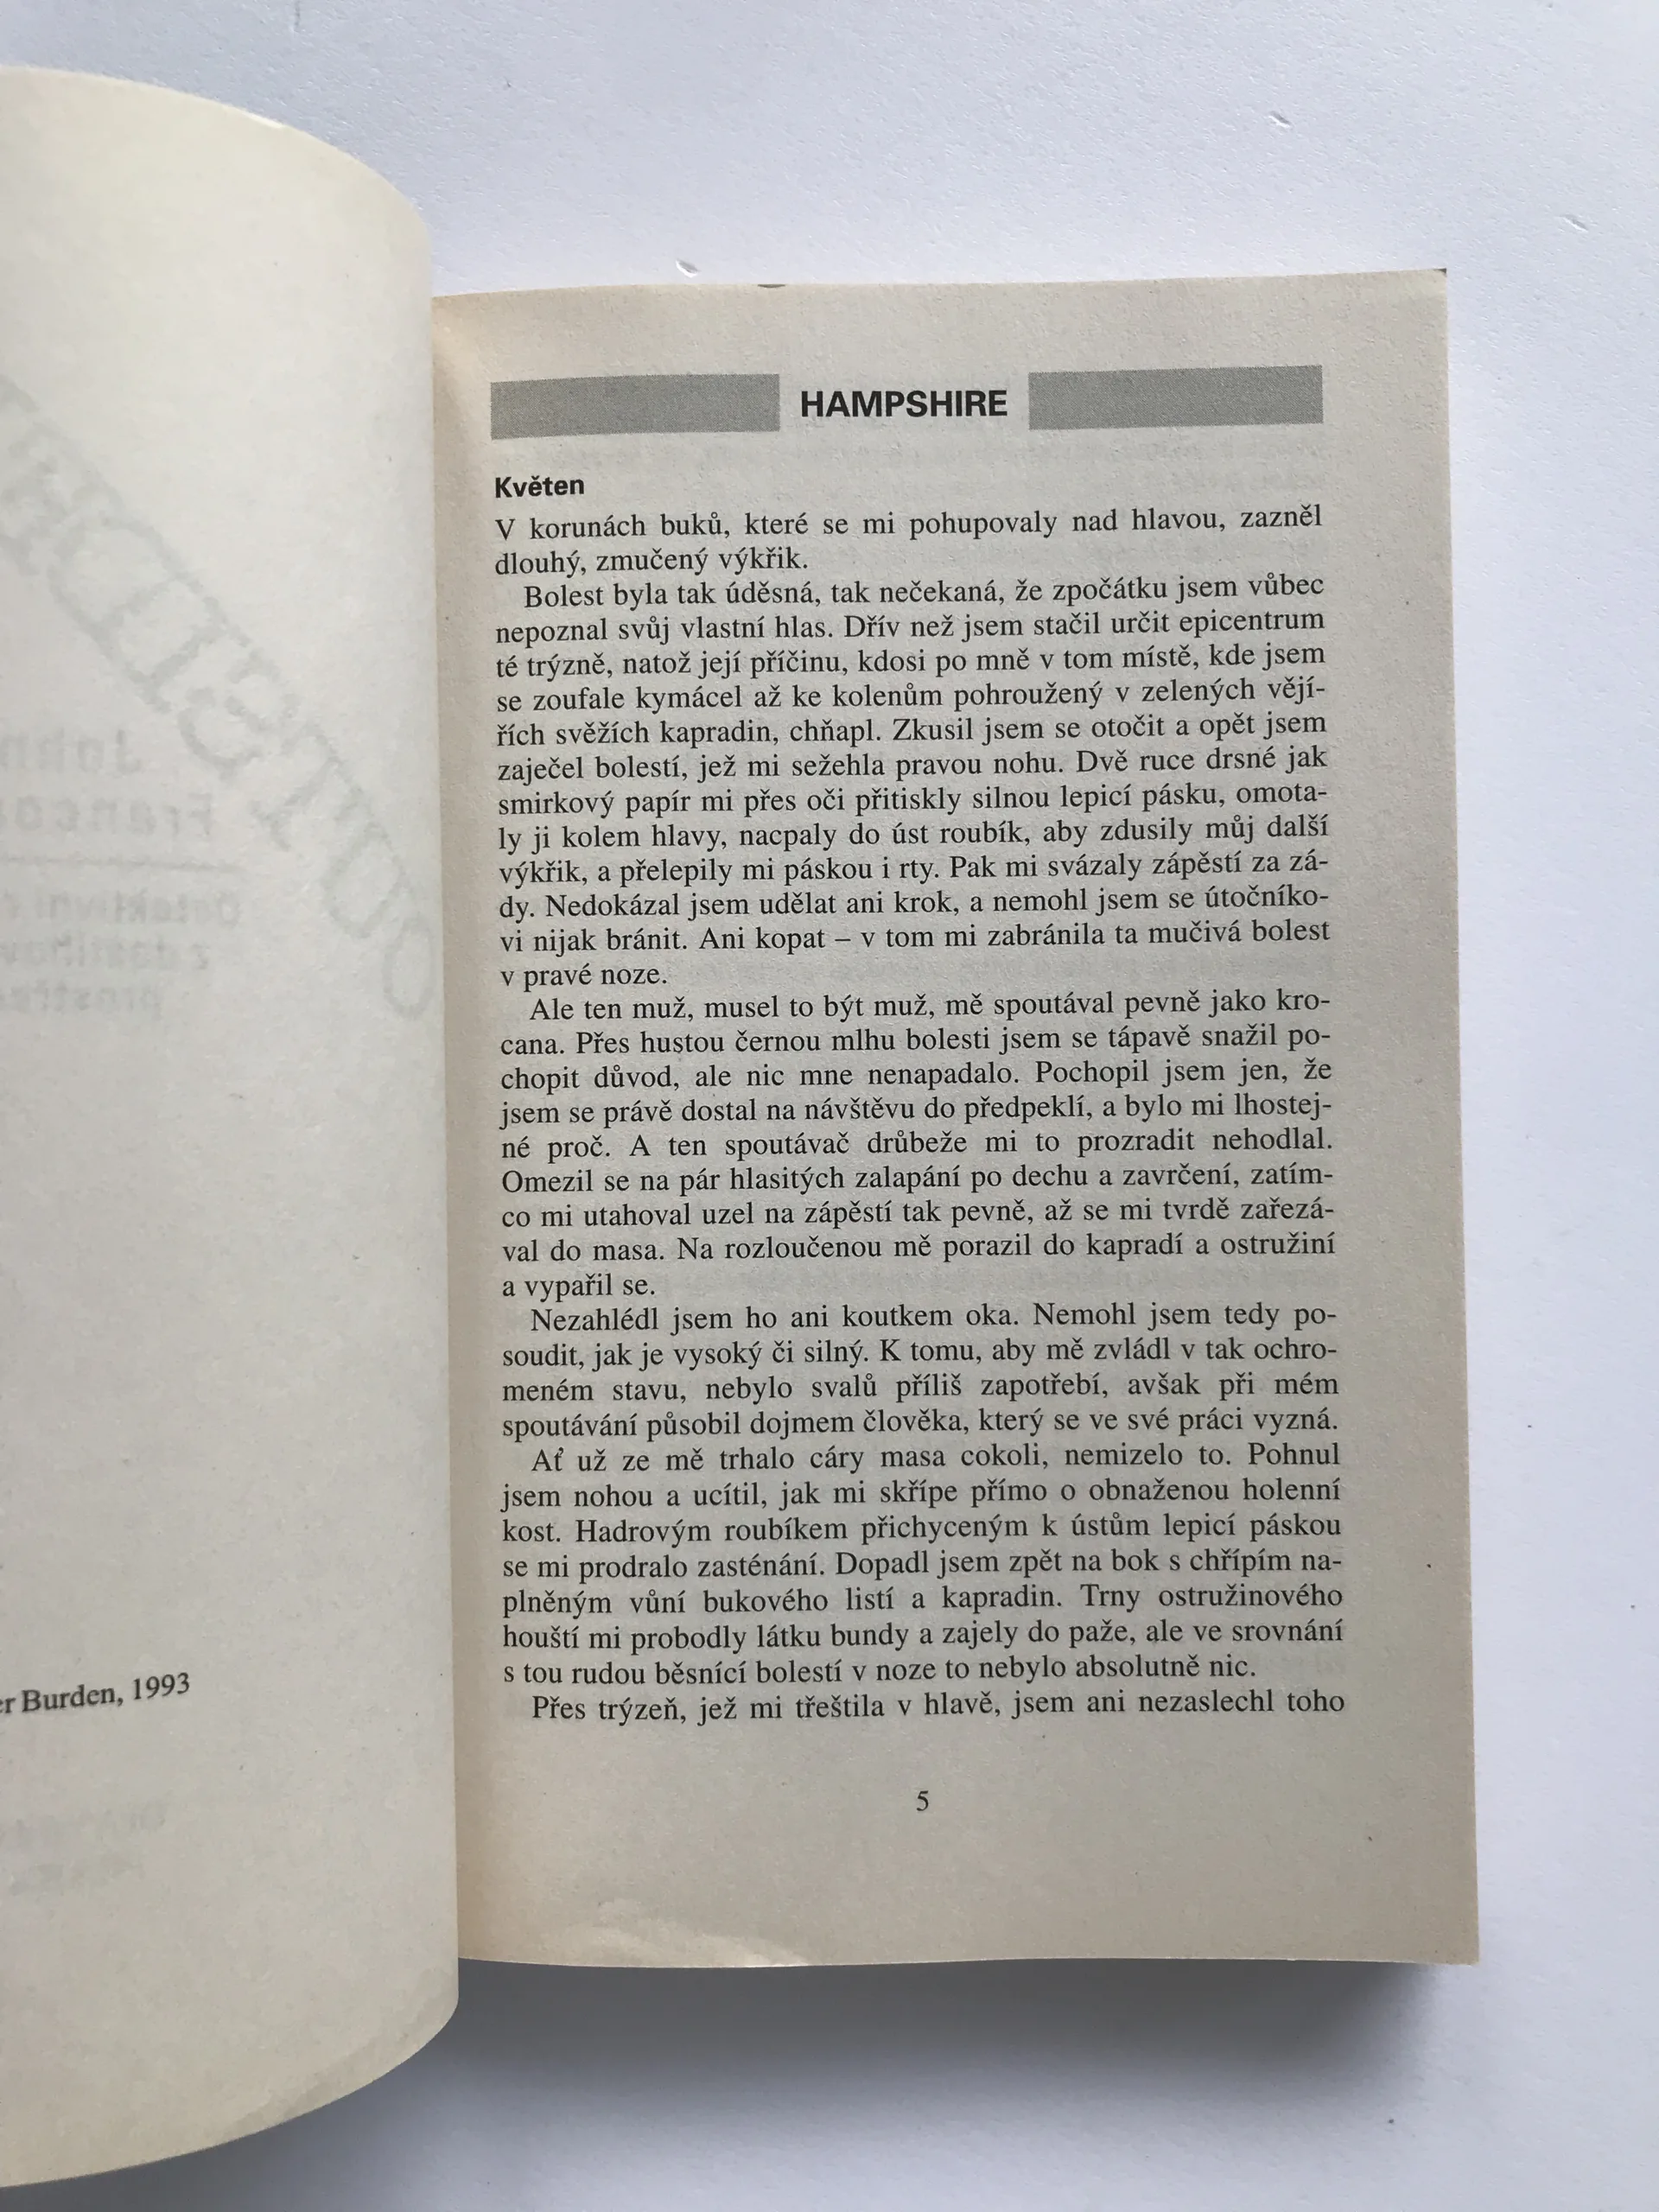 er Burden, 1993
HAMPSHIRE
Květen
V korunách buků, které se mi pohupovaly nad hlavou, zazněl
dlouhý, zmučený výkřik.
Bolest byla tak úděsná, tak nečekaná, že zpočátku jsem vůbec
nepoznal svůj vlastní hlas. Dřív než jsem stačil určit epicentrum
té trýzně, natož její příčinu, kdosi po mně v tom místě, kde jsem
se zoufale kymácel až ke kolenům pohroužený v zelených vějí-
řích svěžích kapradin, chňapl. Zkusil jsem se otočit a opět jsem
zaječel bolestí, jež mi sežehla pravou nohu. Dvě ruce drsné jak
smirkový papír mi přes oči přitiskly silnou lepicí pásku, omota-
ly ji kolem hlavy, nacpaly do úst roubík, aby zdusily můj další
výkřik, a přelepily mi páskou i rty. Pak mi svázaly zápěstí za zá-
dy. Nedokázal jsem udělat ani krok, a nemohl jsem se útočníko-
vi nijak bránit. Ani kopat – v tom mi zabránila ta mučivá bolest
v pravé noze.
Ale ten muž, musel to být muž, mě spoutával pevně jako kro-
cana. Přes hustou černou mlhu bolesti jsem se tápavě snažil po-
chopit důvod, ale nic mne nenapadalo. Pochopil jsem jen, že
jsem se právě dostal na návštěvu do předpeklí, a bylo mi lhostej-
né proč. A ten spoutávač drůbeže mi to prozradit nehodlal.
Omezil se na pár hlasitých zalapání po dechu a zavrčení, zatím-
co mi utahoval uzel na zápěstí tak pevně, až se mi tvrdě zařezá-
val do masa. Na rozloučenou mě porazil do kapradí a ostružiní
a vypařil se.
Nezahlédl jsem ho ani koutkem oka. Nemohl jsem tedy po-
soudit, jak je vysoký či silný. K tomu, aby mě zvládl v tak ochro-
meném stavu, nebylo svalů příliš zapotřebí, avšak při mém
spoutávání působil dojmem člověka, který se ve své práci vyzná.
Ať už ze mě trhalo cáry masa cokoli, nemizelo to. Pohnul
jsem nohou a ucítil, jak mi skřípe přímo o obnaženou holenní
kost. Hadrovým roubíkem přichyceným k ústům lepicí páskou
se mi prodralo zasténání. Dopadl jsem zpět na bok s chřípím na-
plněným vůní bukového listí a kapradin. Trny ostružinového
houští mi probodly látku bundy a zajely do paže, ale ve srovnání
s tou rudou běsnící bolestí v noze to nebylo absolutně nic.
Přes trýzeň, jež mi třeštila v hlavě, jsem ani nezaslechl toho
5